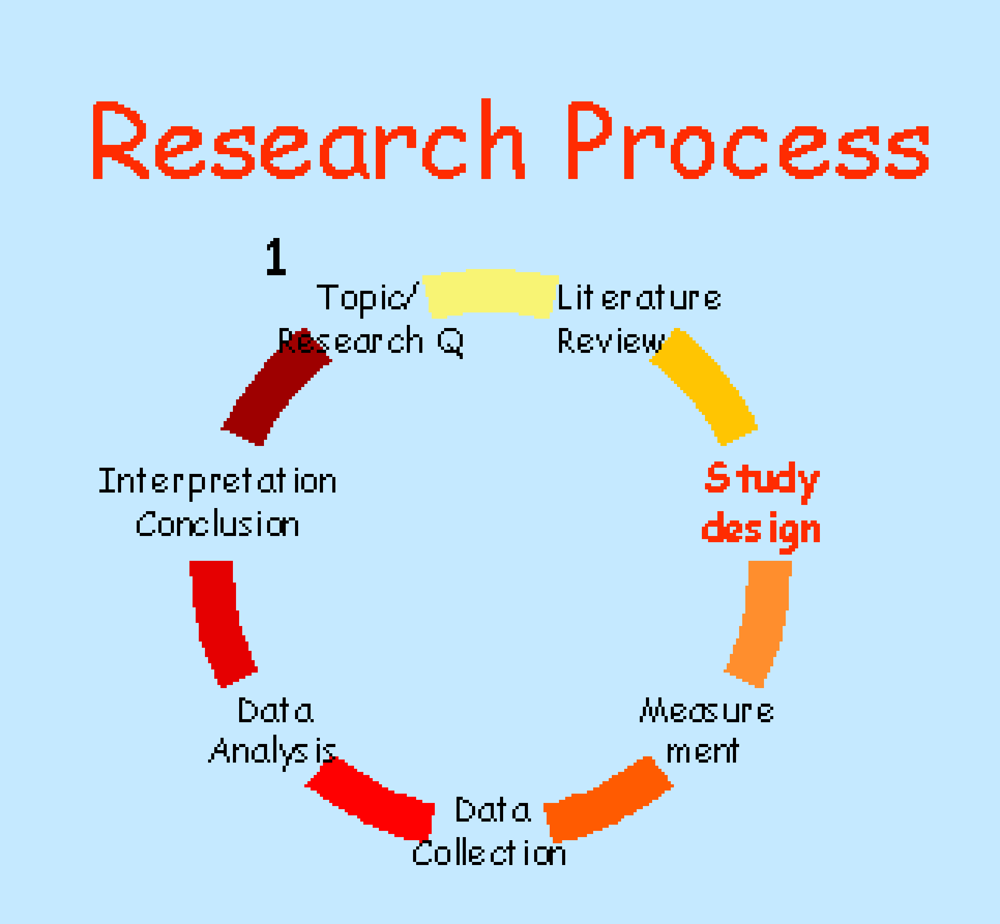 Research Process
1
Topic/
Research Q
Literature
Review
Study
design
Measure
ment
Data
Collection
Data
Analysis
Interpretation
Conclusion